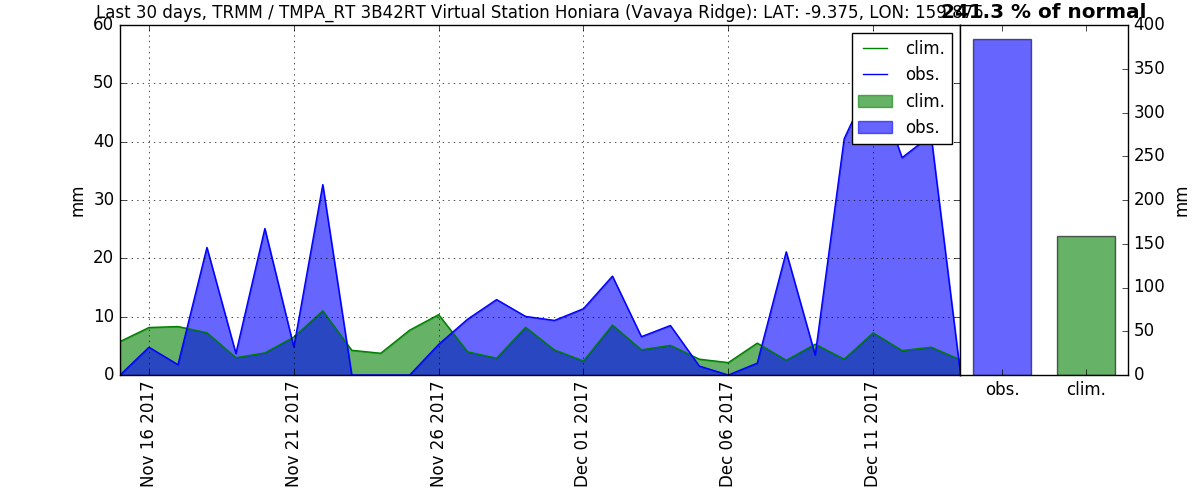 Last 30 days, TRMM / TMPA_RT 3B42RT Virtual Station Honiara (Vavaya Ridge): LAT: -9.375, LON:
241.3 % of normal
60
50
40
30
20
10
0
mm
clim.
obs.
clim.
obs.
400
350
300
250
200
150
100
50
0
mm
Nov 16 2017
Nov 21 2017
Nov 26 2017
Dec 01 2017
Dec 06 2017
Dec 11 2017
obs.
clim.